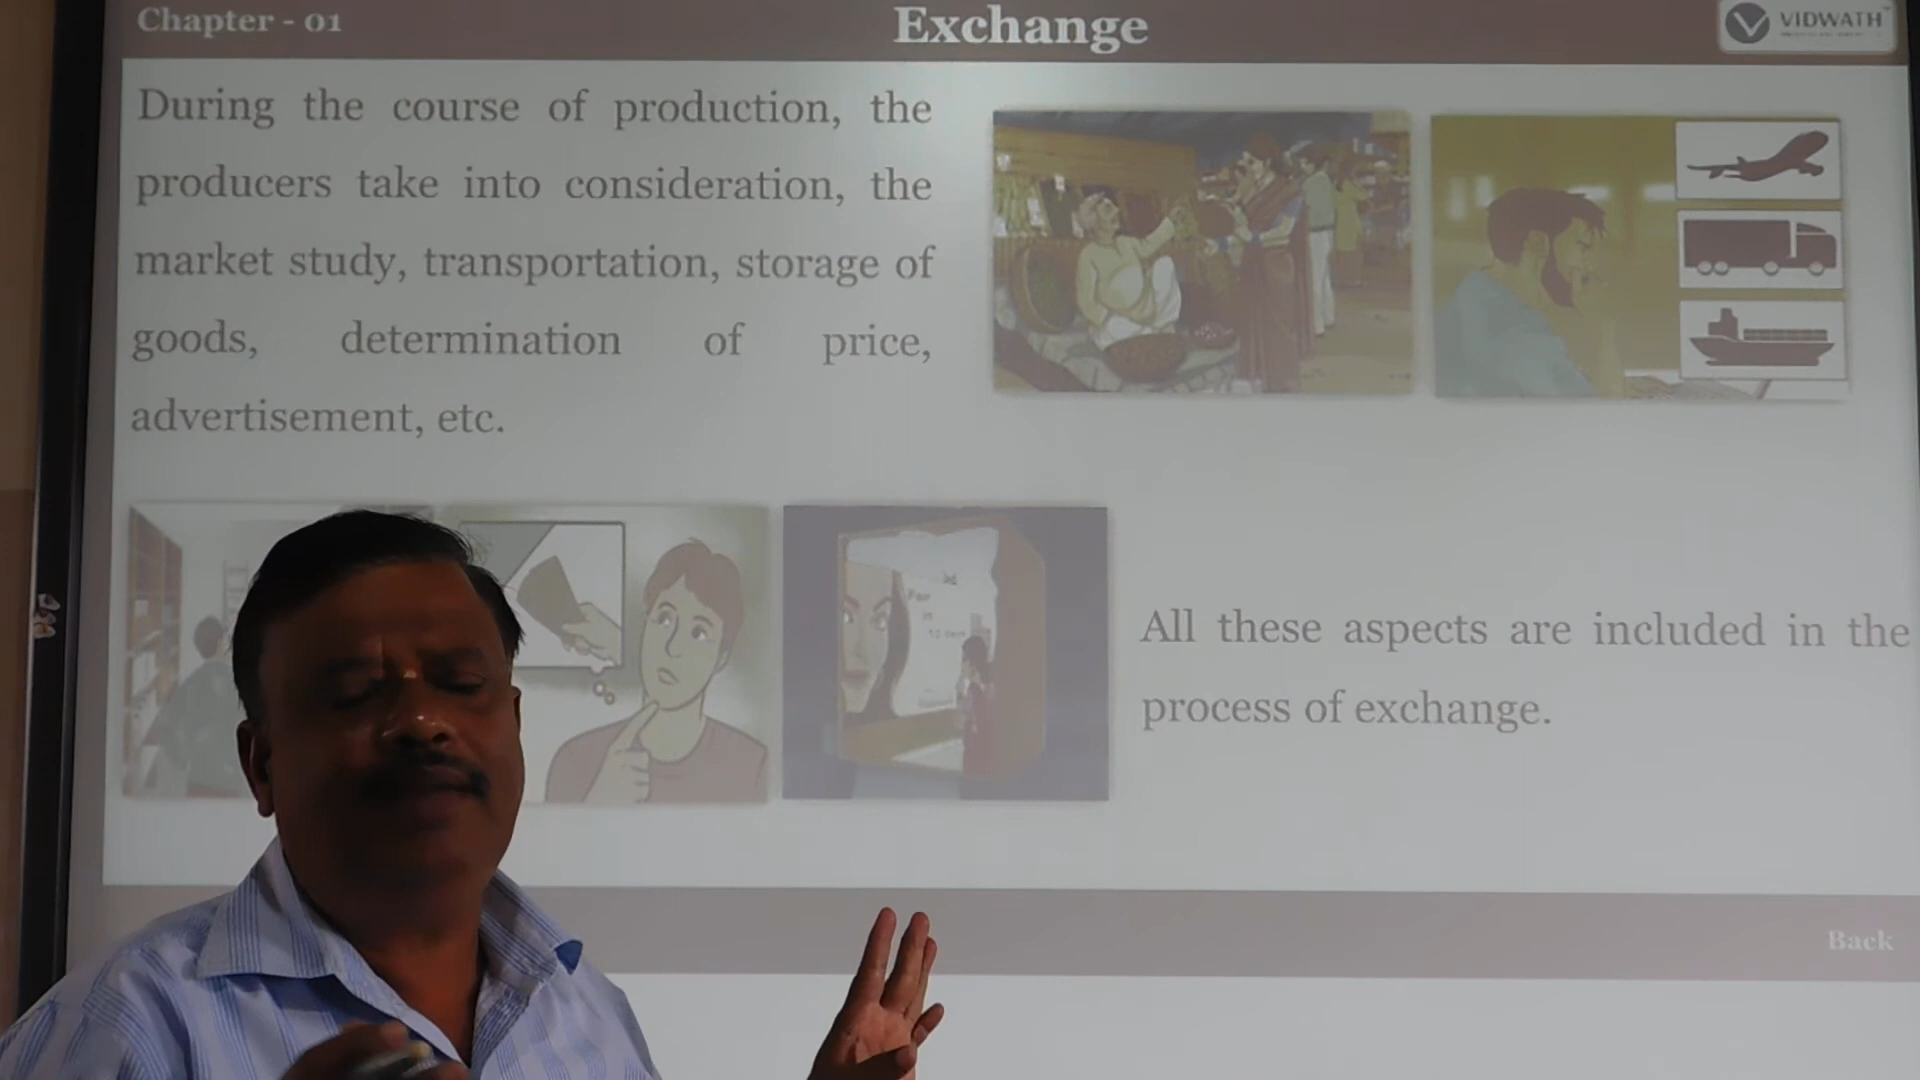 Chapter - 01
Exchange
VIDWATH
During the course of production, the
producers take into consideration, the
market study, transportation, storage of
goods, determination of price,
advertisement, etc.
All these aspects are included in the
process of exchange.
Back